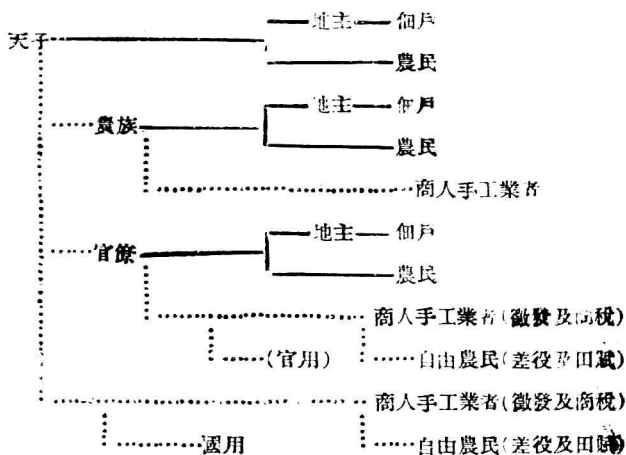 地主 佃戶
天子
農民
地主 佃戶
貴族
農民
商人手工業者
地主 佃戶
官僚
農民
商人手工業者(徵發及商稅)
(官用) 自由農民(差役及田賦)
商人手工業者(徵發及商稅)
國用 自由農民(差役及田賦)